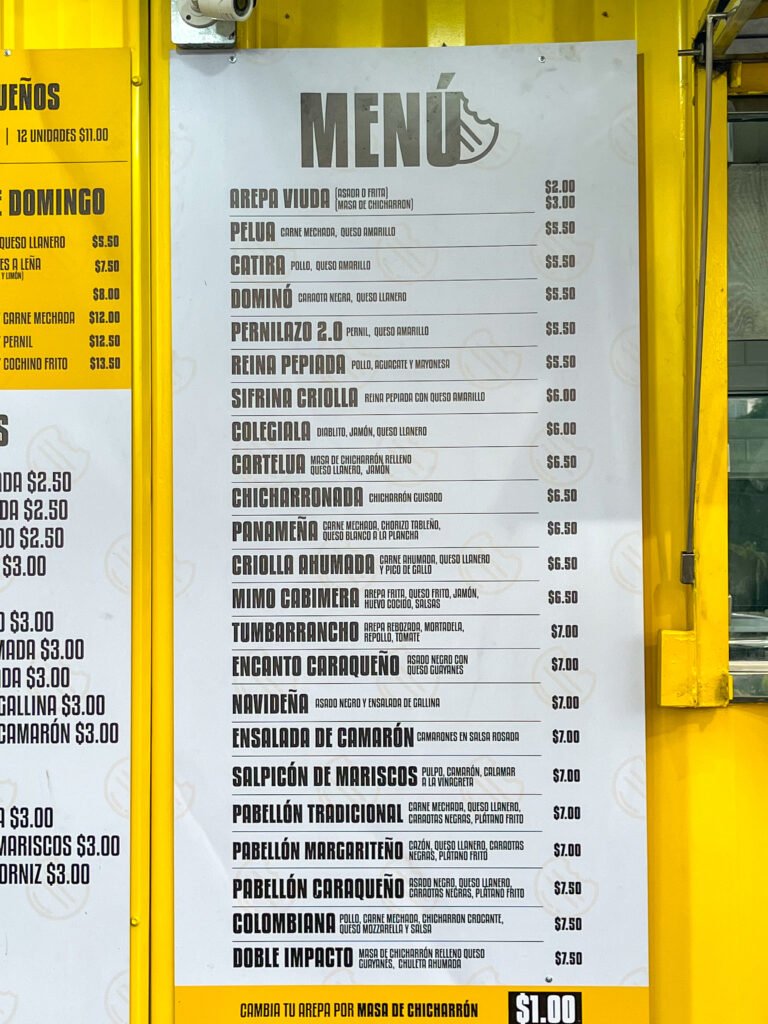 UEÑOS
| 12 UNIDADES $11.00
E DOMINGO
QUESO LLANERO $5.50
ES A LEÑA $7.50
Y LIMÓN)
$8.00
Y CARNE MECHADA $12.00
Y PERNIL $12.50
Y COCHINO FRITO $13.50
S
ADA $2.50
DA $2.50
DO $2.50
$3.00
O $3.00
MADA $3.00
ADA $3.00
GALLINA $3.00
CAMARÓN $3.00
A $3.00
MARISCOS $3.00
ORNIZ $3.00
MENÚ
AREPA VIUDA (ASADA O FRITA) $2.00
(MASA DE CHICHARRON) $3.00
PELUA CARNE MECHADA, QUESO AMARILLO $5.50
CATIRA POLLO, QUESO AMARILLO $5.50
DOMINÓ CARAOTA NEGRA, QUESO LLANERO $5.50
PERNILAZO 2.0 PERNIL, QUESO AMARILLO $5.50
REINA PEPIADA POLLO, AGUACATE Y MAYONESA $5.50
SIFRINA CRIOLLA REINA PEPIADA CON QUESO AMARILLO $6.00
COLEGIALA DIABLITO, JAMÓN, QUESO LLANERO $6.00
CARTELUA MASA DE CHICHARRÓN RELLENO
QUESO LLANERO, JAMÓN $6.50
CHICHARRONADA CHICHARRÓN GUISADO $6.50
PANAMEÑA CARNE MECHADA, CHORIZO TABLEÑO,
QUESO BLANCO A LA PLANCHA $6.50
CRIOLLA AHUMADA CARNE AHUMADA, QUESO LLANERO
Y PICO DE GALLO $6.50
MIMO CABIMERA AREPA FRITA, QUESO FRITO, JAMÓN,
HUEVO COCIDO, SALSAS $6.50
TUMBARRANCHO AREPA REBOZADA, MORTADELA,
REPOLLO, TOMATE $7.00
ENCANTO CARAQUEÑO ASADO NEGRO CON
QUESO GUAYANES $7.00
NAVIDEÑA ASADO NEGRO Y ENSALADA DE GALLINA $7.00
ENSALADA DE CAMARÓN CAMARONES EN SALSA ROSADA $7.00
SALPICÓN DE MARISCOS PULPO, CAMARÓN, CALAMAR
A LA VINAGRETA $7.00
PABELLÓN TRADICIONAL CARNE MECHADA, QUESO LLANERO,
CARAOTAS NEGRAS, PLÁTANO FRITO $7.00
PABELLÓN MARGARITEÑO CAZÓN, QUESO LLANERO, CARAOTAS
NEGRAS, PLÁTANO FRITO $7.00
PABELLÓN CARAQUEÑO ASADO NEGRO, QUESO LLANERO,
CARAOTAS NEGRAS, PLÁTANO FRITO $7.50
COLOMBIANA POLLO, CARNE MECHADA, CHICHARRON CROCANTE,
QUESO MOZZARELLA Y SALSA $7.50
DOBLE IMPACTO MASA DE CHICHARRÓN RELLENO QUESO
GUAYANES, CHULETA AHUMADA $7.50
CAMBIA TU AREPA POR MASA DE CHICHARRÓN $1.00